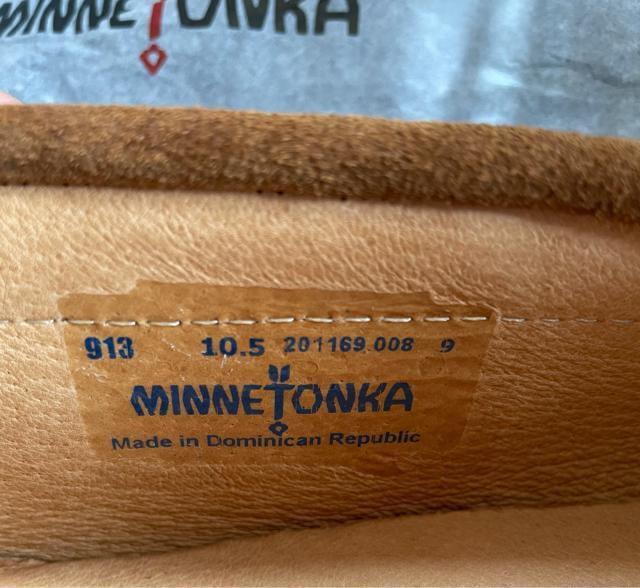 MINNETONKA
913 10.5 201169.008 9
MINNETONKA
Made in Dominican Republic